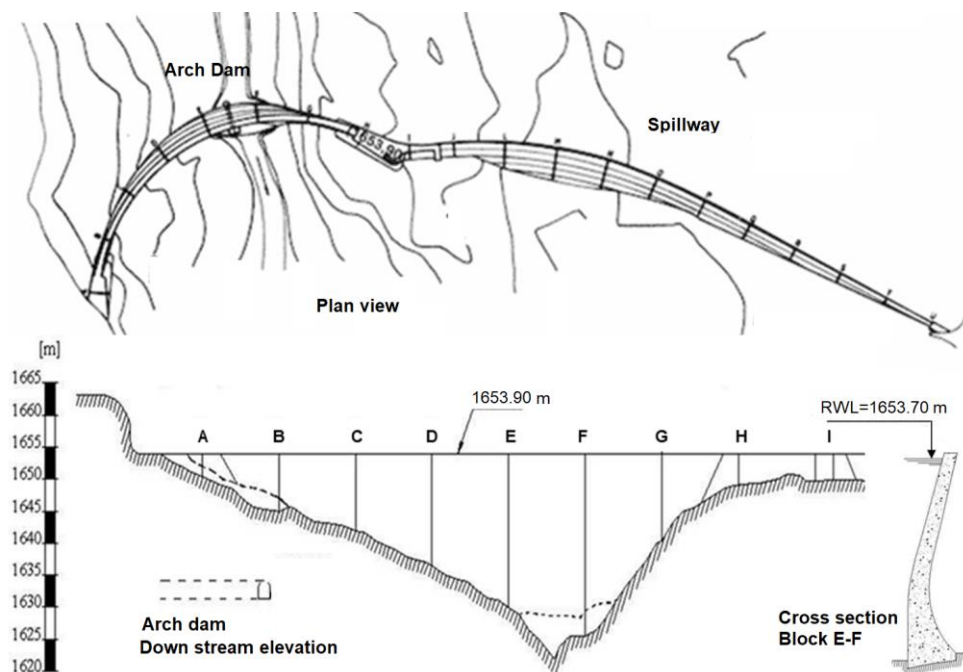 Arch Dam
Spillway
1653.90
Plan view
[m]
1665
1660
1655
1650
1645
1640
1635
1630
1625
1620
1653.90 m
RWL=1653.70 m
A B C D E F G H I
Arch dam
Down stream elevation
Cross section
Block E-F